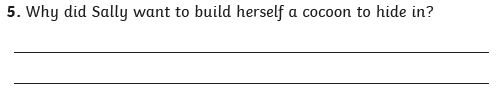 5. Why did Sally want to build herself a cocoon to hide in?